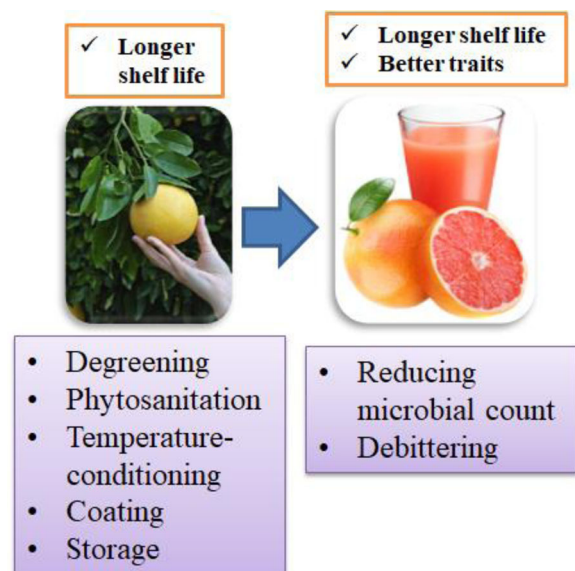 ✓ Longer
shelf life
✓ Longer shelf life
✓ Better traits
• Degreening
• Phytosanitation
• Temperature-
conditioning
• Coating
• Storage
• Reducing
microbial count
• Debittering